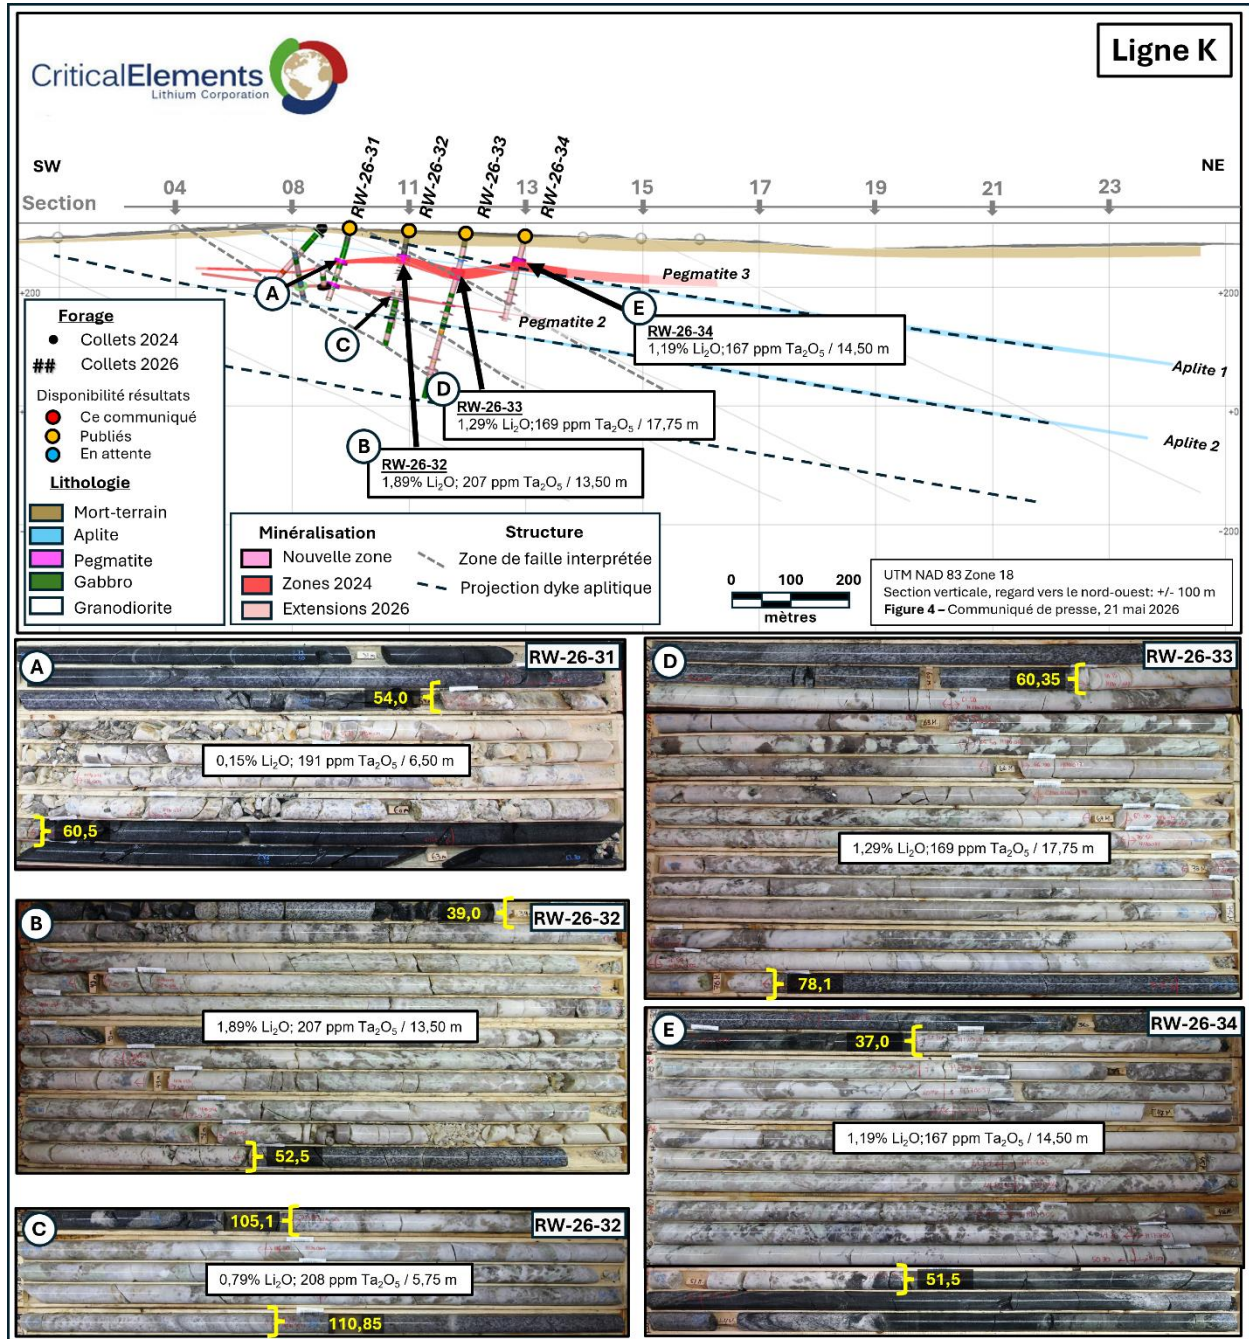 CriticalElements
Lithium Corporation
Ligne K
SW
NE
RW-26-31
RW-26-32
RW-26-33
RW-26-34
Section
04
08
11
13
15
17
19
21
23
+200
+200
+0
-200
A
C
E
D
B
Pegmatite 3
Pegmatite 2
Aplite 1
Aplite 2
RW-26-34
1,19% Li₂O;167 ppm Ta₂O₅ / 14,50 m
RW-26-33
1,29% Li₂O;169 ppm Ta₂O₅ / 17,75 m
RW-26-32
1,89% Li₂O; 207 ppm Ta₂O₅ / 13,50 m
Forage
Collets 2024
## Collets 2026
Disponibilité résultats
Ce communiqué
Publiés
En attente
Lithologie
Mort-terrain
Aplite
Pegmatite
Gabbro
Granodiorite
Minéralisation
Nouvelle zone
Zones 2024
Extensions 2026
Structure
Zone de faille interprétée
Projection dyke aplitique
0 100 200
mètres
UTM NAD 83 Zone 18
Section verticale, regard vers le nord-ouest: +/- 100 m
Figure 4 – Communiqué de presse, 21 mai 2026
A
RW-26-31
54,0
0,15% Li₂O; 191 ppm Ta₂O₅ / 6,50 m
60,5
B
RW-26-32
39,0
1,89% Li₂O; 207 ppm Ta₂O₅ / 13,50 m
52,5
C
RW-26-32
105,1
0,79% Li₂O; 208 ppm Ta₂O₅ / 5,75 m
110,85
D
RW-26-33
60,35
1,29% Li₂O;169 ppm Ta₂O₅ / 17,75 m
78,1
E
RW-26-34
37,0
1,19% Li₂O;167 ppm Ta₂O₅ / 14,50 m
51,5